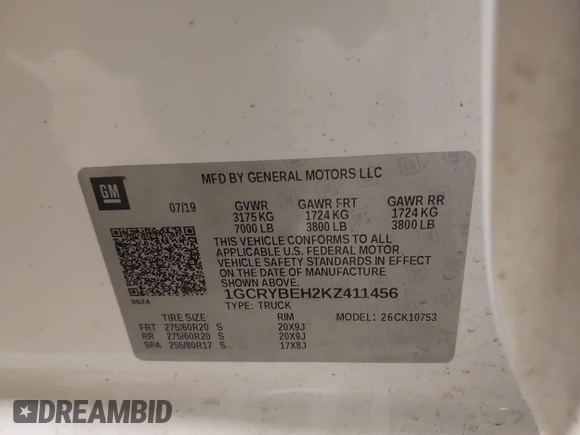 GM
MFD BY GENERAL MOTORS LLC
07/19 GVWR GAWR FRT GAWR RR
3175 KG 1724 KG 1724 KG
7000 LB 3800 LB 3800 LB
THIS VEHICLE CONFORMS TO ALL
APPLICABLE U.S. FEDERAL MOTOR
VEHICLE SAFETY STANDARDS IN EFFECT
ON THE DATE OF MANUFACTURE
SHOWN ABOVE.
8624
1GCRYBEH2KZ411456
TYPE: TRUCK
TIRE SIZE RIM MODEL: 26CK10753
FRT 275/60R20 S 20X9J
RR 275/60R20 S 20X9J
SPA 255/80R17 S 17X8J
DREAMBID